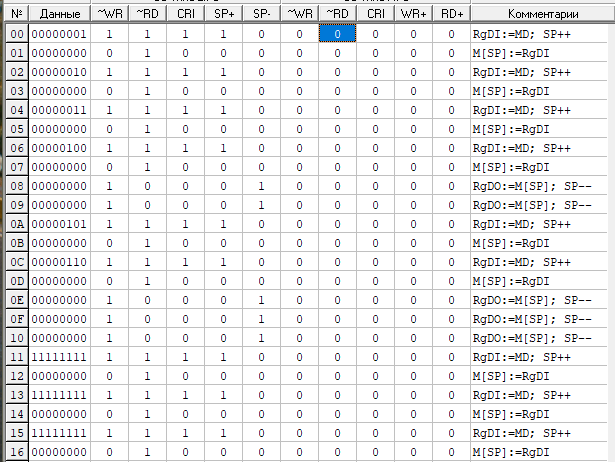 № Данные ~WR ~RD CRI SP+ SP- ~WR ~RD CRI WR+ RD+ Комментарии
00 00000001 1 1 1 1 0 0 0 0 0 0 RgDI:=MD; SP++
01 00000000 0 1 0 0 0 0 0 0 0 0 M[SP]:=RgDI
02 00000010 1 1 1 1 0 0 0 0 0 0 RgDI:=MD; SP++
03 00000000 0 1 0 0 0 0 0 0 0 0 M[SP]:=RgDI
04 00000011 1 1 1 1 0 0 0 0 0 0 RgDI:=MD; SP++
05 00000000 0 1 0 0 0 0 0 0 0 0 M[SP]:=RgDI
06 00000100 1 1 1 1 0 0 0 0 0 0 RgDI:=MD; SP++
07 00000000 0 1 0 0 0 0 0 0 0 0 M[SP]:=RgDI
08 00000000 1 0 0 0 1 0 0 0 0 0 RgDO:=M[SP]; SP--
09 00000000 1 0 0 0 1 0 0 0 0 0 RgDO:=M[SP]; SP--
0A 00000101 1 1 1 1 0 0 0 0 0 0 RgDI:=MD; SP++
0B 00000000 0 1 0 0 0 0 0 0 0 0 M[SP]:=RgDI
0C 00000110 1 1 1 1 0 0 0 0 0 0 RgDI:=MD; SP++
0D 00000000 0 1 0 0 0 0 0 0 0 0 M[SP]:=RgDI
0E 00000000 1 0 0 0 1 0 0 0 0 0 RgDO:=M[SP]; SP--
0F 00000000 1 0 0 0 1 0 0 0 0 0 RgDO:=M[SP]; SP--
10 00000000 1 0 0 0 1 0 0 0 0 0 RgDO:=M[SP]; SP--
11 11111111 1 1 1 1 0 0 0 0 0 0 RgDI:=MD; SP++
12 00000000 0 1 0 0 0 0 0 0 0 0 M[SP]:=RgDI
13 11111111 1 1 1 1 0 0 0 0 0 0 RgDI:=MD; SP++
14 00000000 0 1 0 0 0 0 0 0 0 0 M[SP]:=RgDI
15 11111111 1 1 1 1 0 0 0 0 0 0 RgDI:=MD; SP++
16 00000000 0 1 0 0 0 0 0 0 0 0 M[SP]:=RgDI